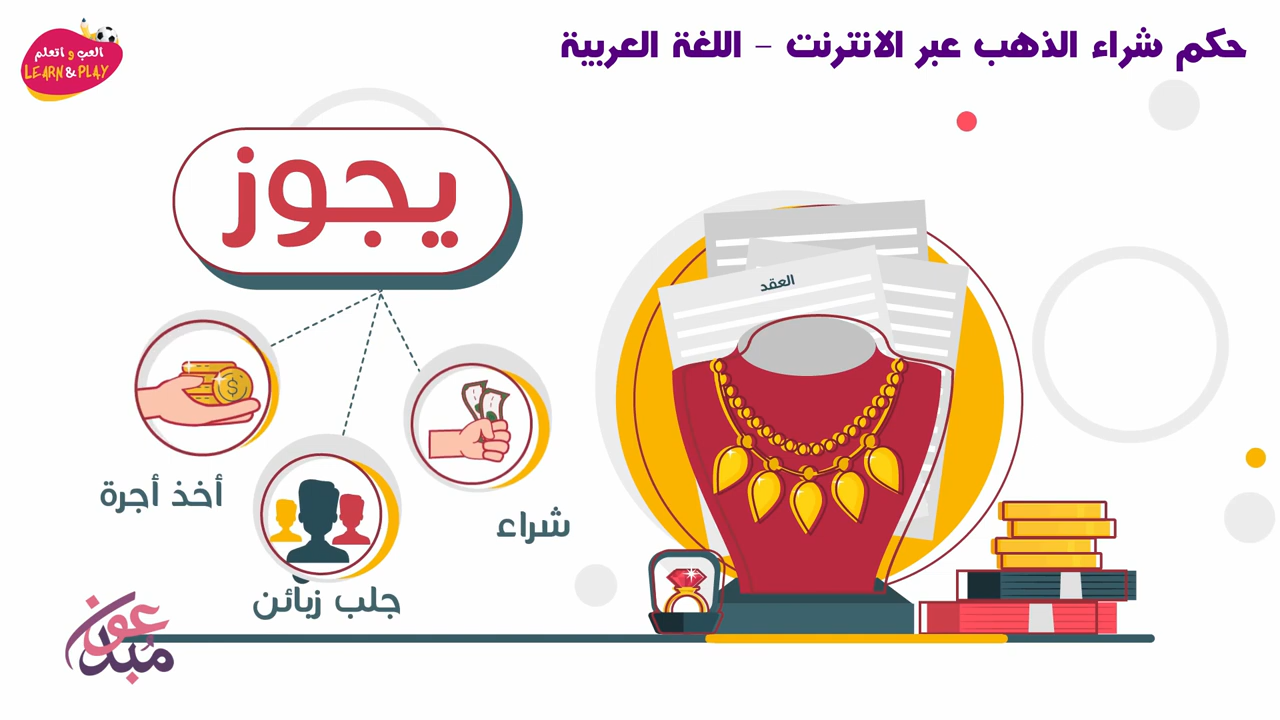 حكم شراء الذهب عبر الانترنت - اللغة العربية
العب و اتعلم
LEARN & PLAY
يجوز
العقد
أخذ أجرة
شراء
جلب زبائن
مبدعون
$